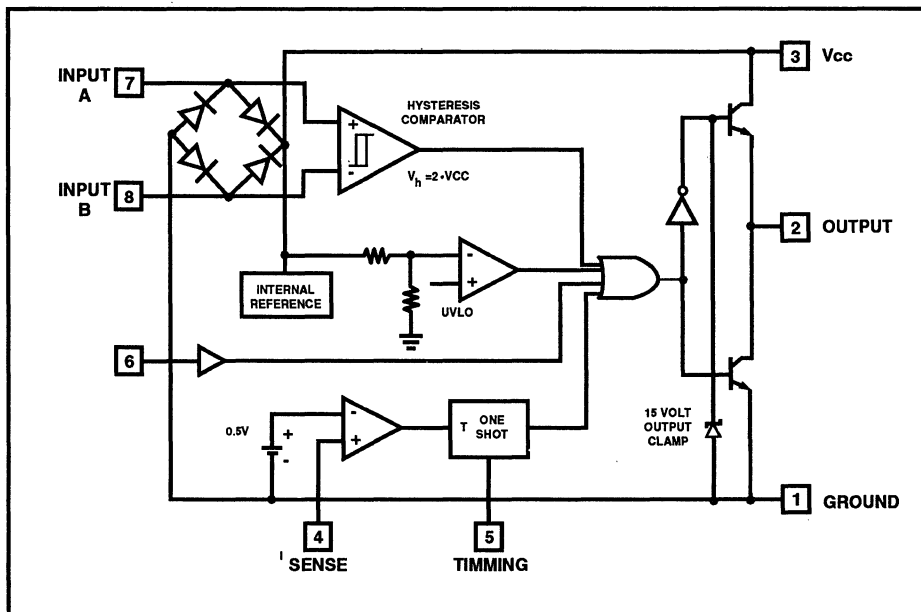 INPUT
A
7
3
Vcc
HYSTERESIS
COMPARATOR
+
-
V h =2•VCC
INPUT
B
8
2
OUTPUT
INTERNAL
REFERENCE
-
+
UVLO
6
0.5V
+
-
-
+
T ONE
SHOT
15 VOLT
OUTPUT
CLAMP
1
GROUND
4
I SENSE
5
TIMMING